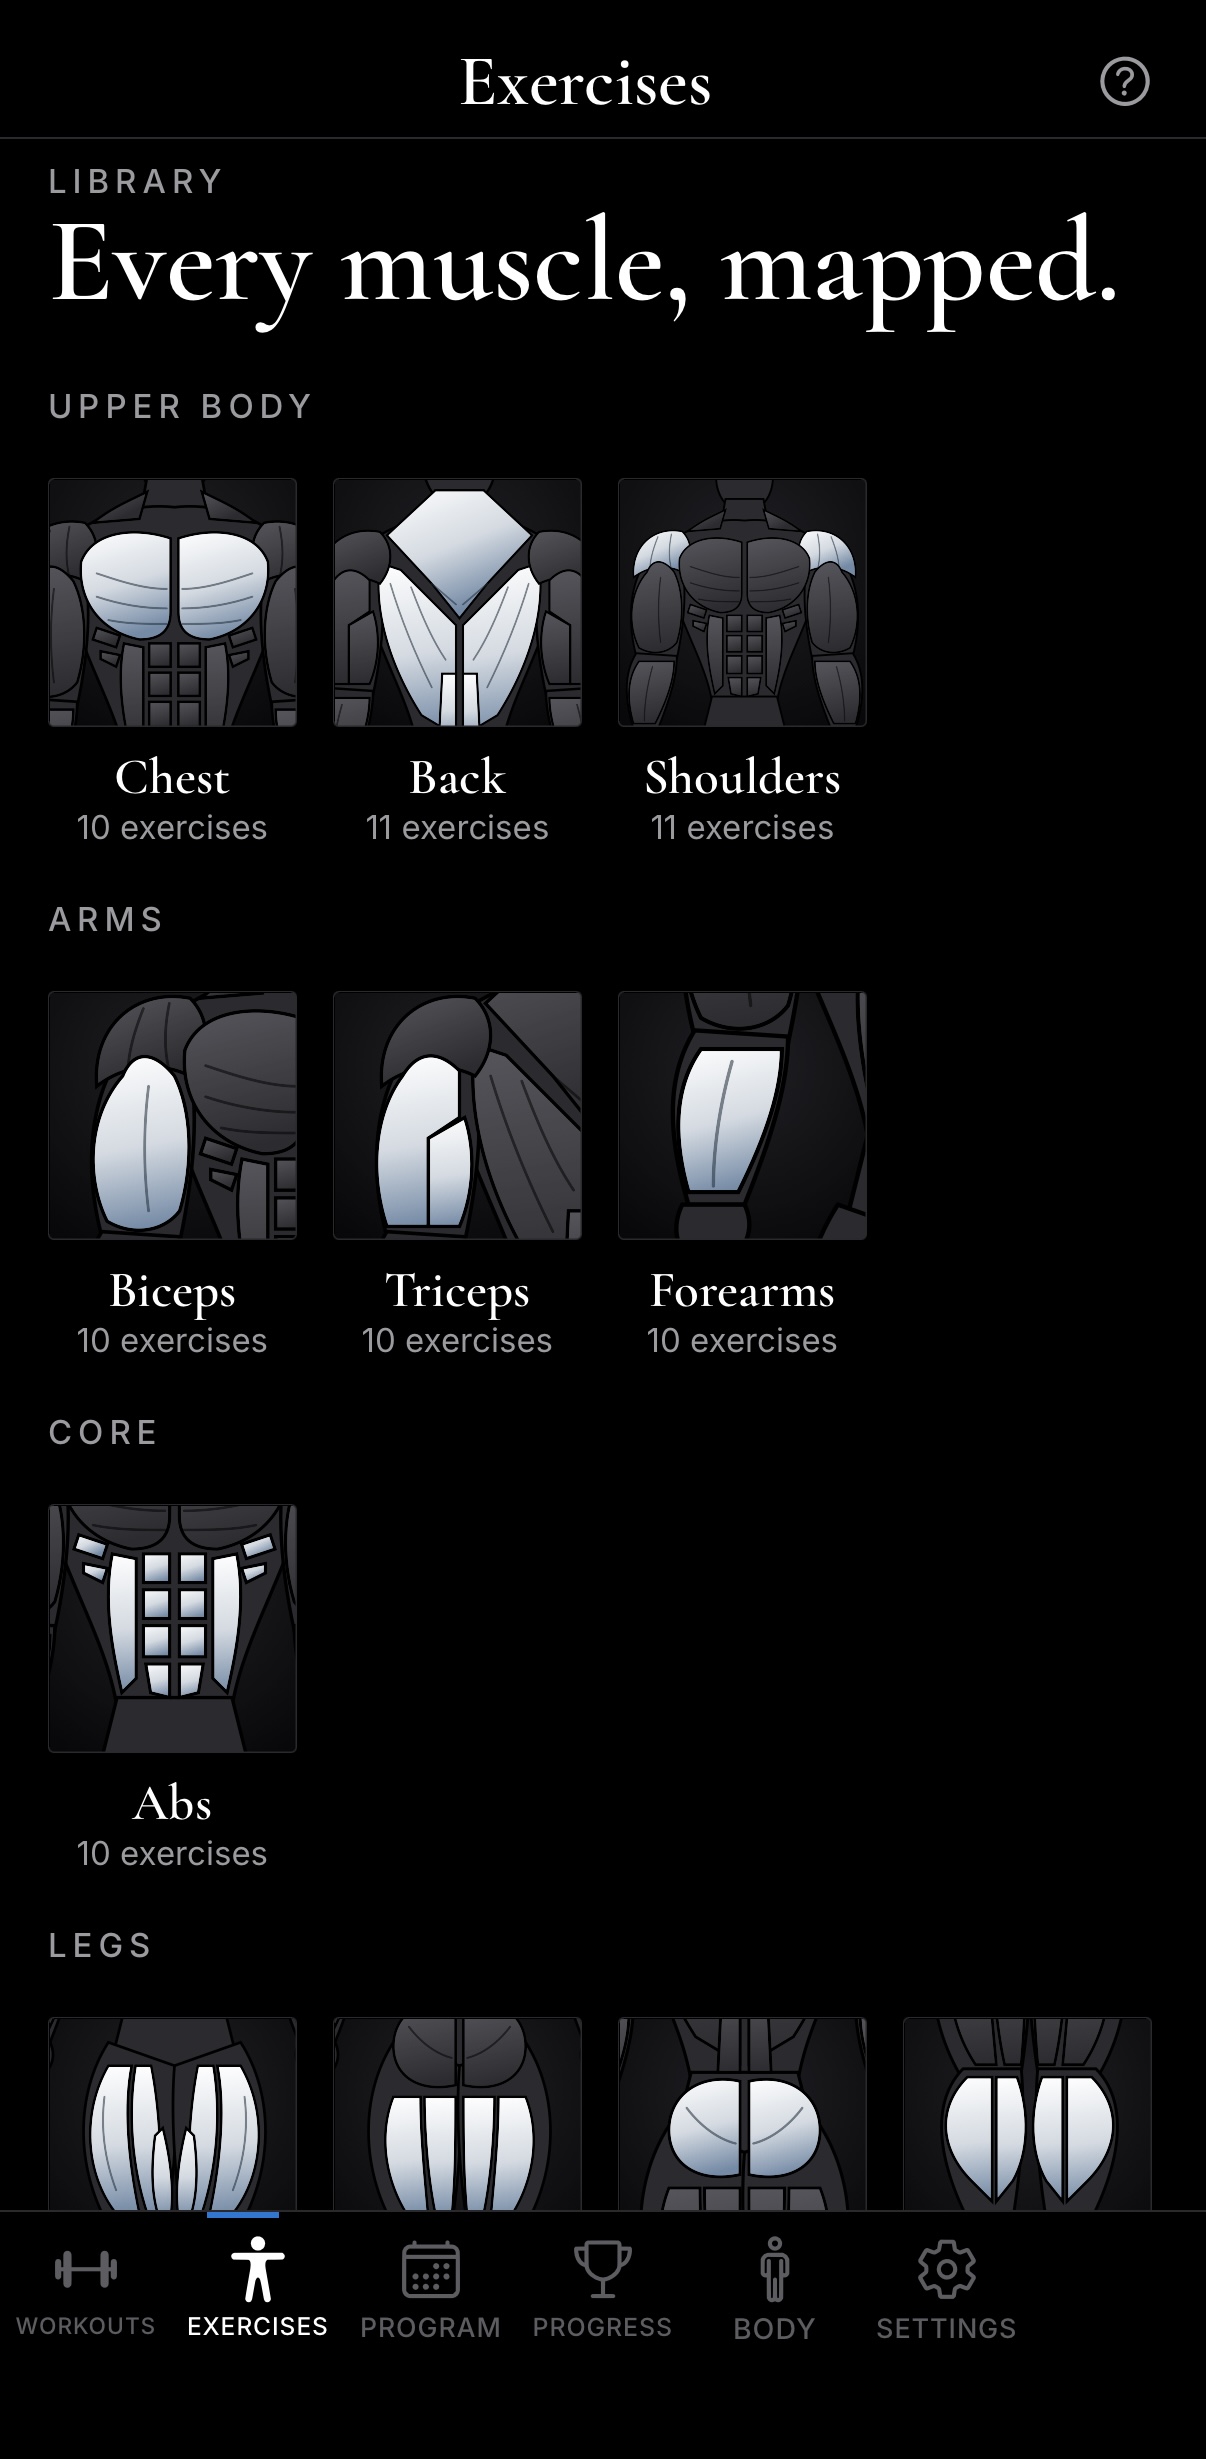 Exercises
LIBRARY
Every muscle, mapped.
UPPER BODY
Chest
10 exercises
Back
11 exercises
Shoulders
11 exercises
ARMS
Biceps
10 exercises
Triceps
10 exercises
Forearms
10 exercises
CORE
Abs
10 exercises
LEGS
WORKOUTS
EXERCISES
PROGRAM
PROGRESS
BODY
SETTINGS